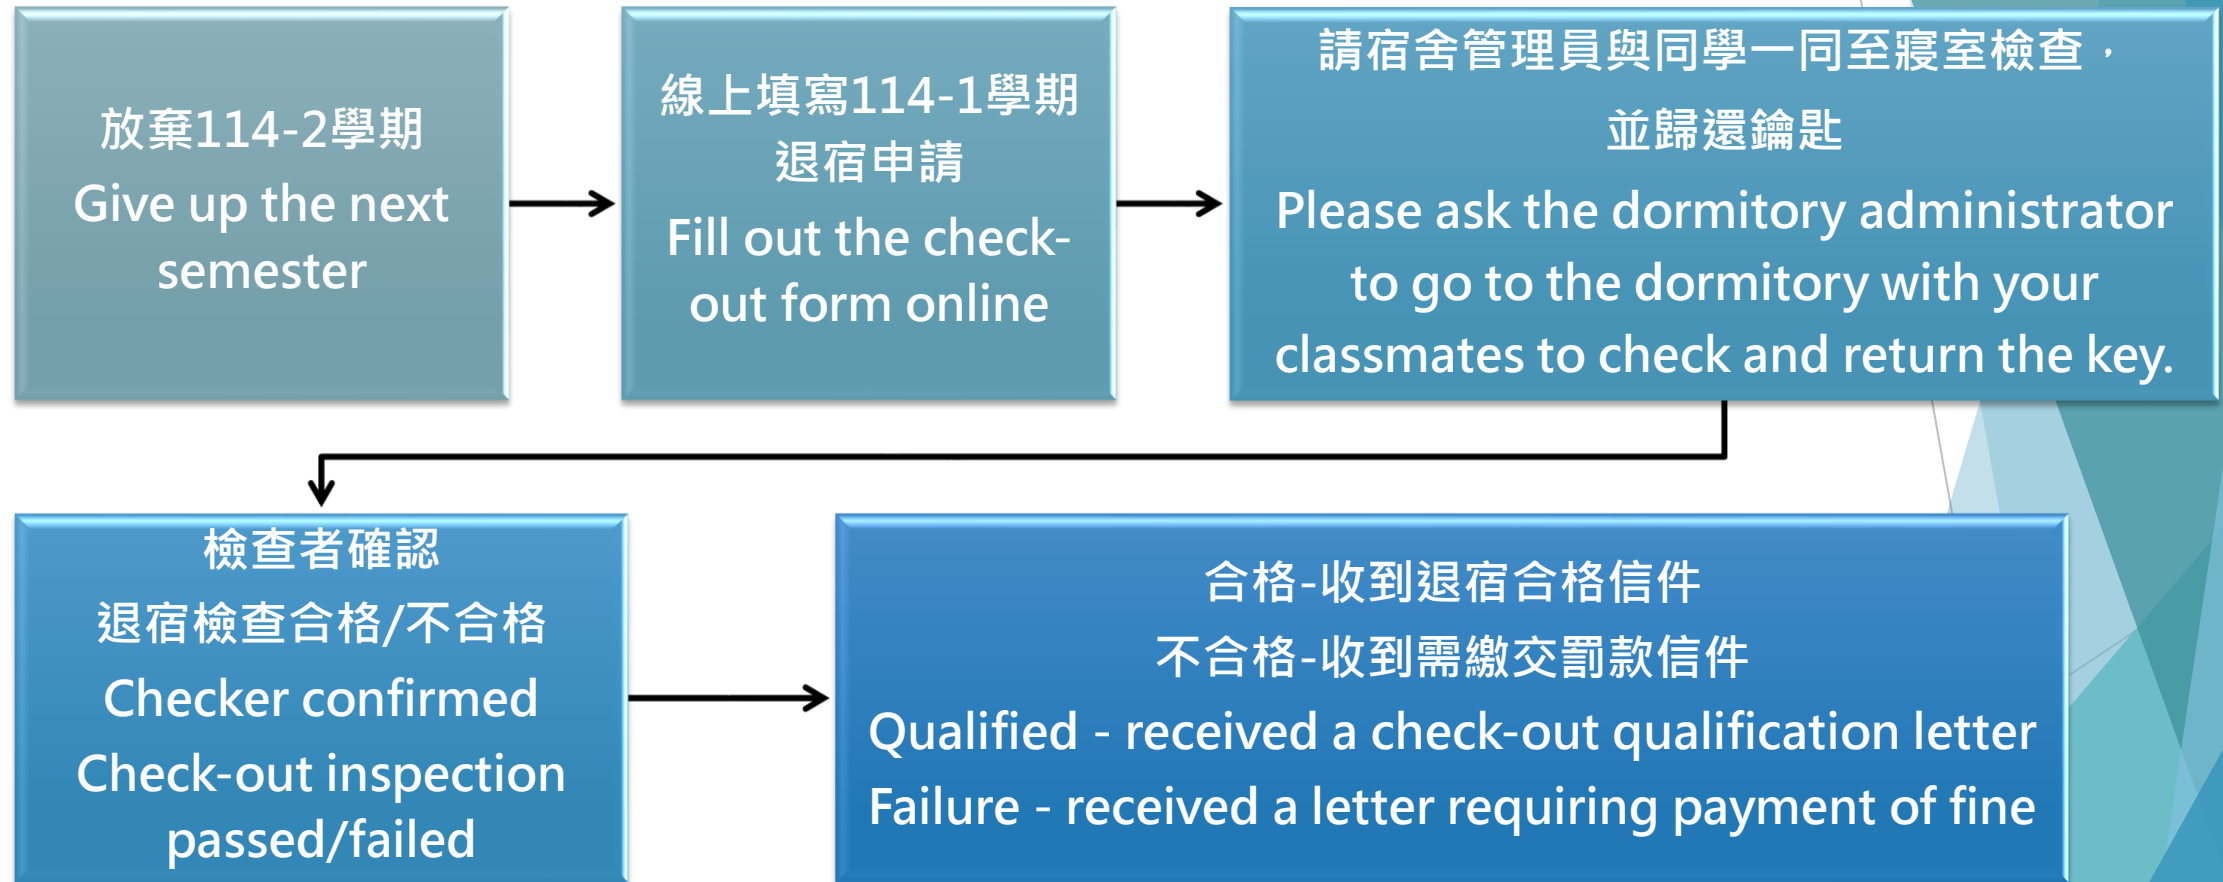 放棄114-2學期
Give up the next
semester
線上填寫114-1學期
退宿申請
Fill out the check-
out form online
請宿舍管理員與同學一同至寢室檢查，
並歸還鑰匙
Please ask the dormitory administrator
to go to the dormitory with your
classmates to check and return the key.
檢查者確認
退宿檢查合格/不合格
Checker confirmed
Check-out inspection
passed/failed
合格-收到退宿合格信件
不合格-收到需繳交罰款信件
Qualified - received a check-out qualification letter
Failure - received a letter requiring payment of fine